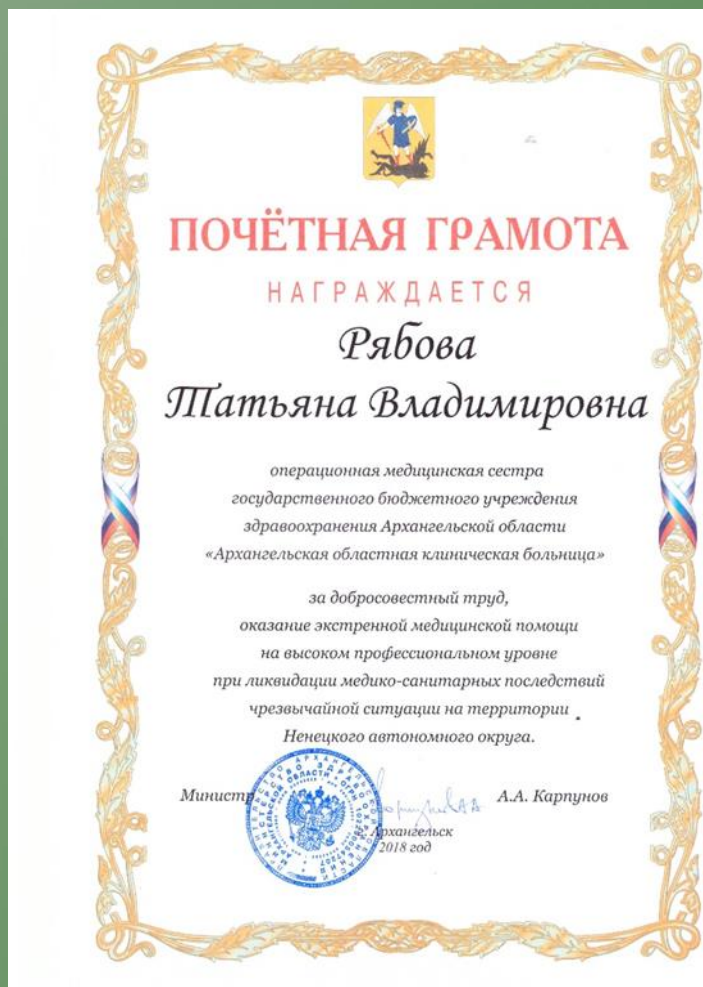 ПОЧЁТНАЯ ГРАМОТА
НАГРАЖДАЕТСЯ
Рябова
Татьяна Владимировна
операционная медицинская сестра
государственного бюджетного учреждения
здравоохранения Архангельской области
«Архангельская областная клиническая больница»
за добросовестный труд,
оказание экстренной медицинской помощи
на высоком профессиональном уровне
при ликвидации медико-санитарных последствий
чрезвычайной ситуации на территории
Ненецкого автономного округа.
Министр А.А. Карпунов
г. Архангельск
2018 год